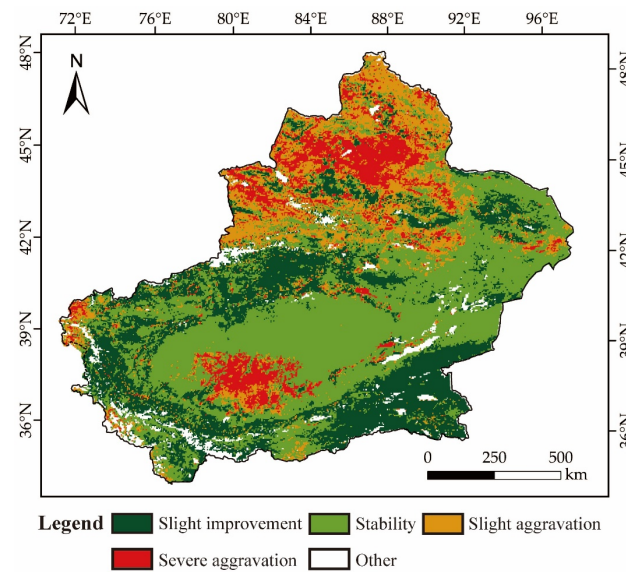 72°E 76°E 80°E 84°E 88°E 92°E 96°E
48°N 48°N
N
45°N 45°N
42°N 42°N
39°N 39°N
36°N 36°N
0 250 500
km
Legend Slight improvement Stability Slight aggravation
Severe aggravation Other